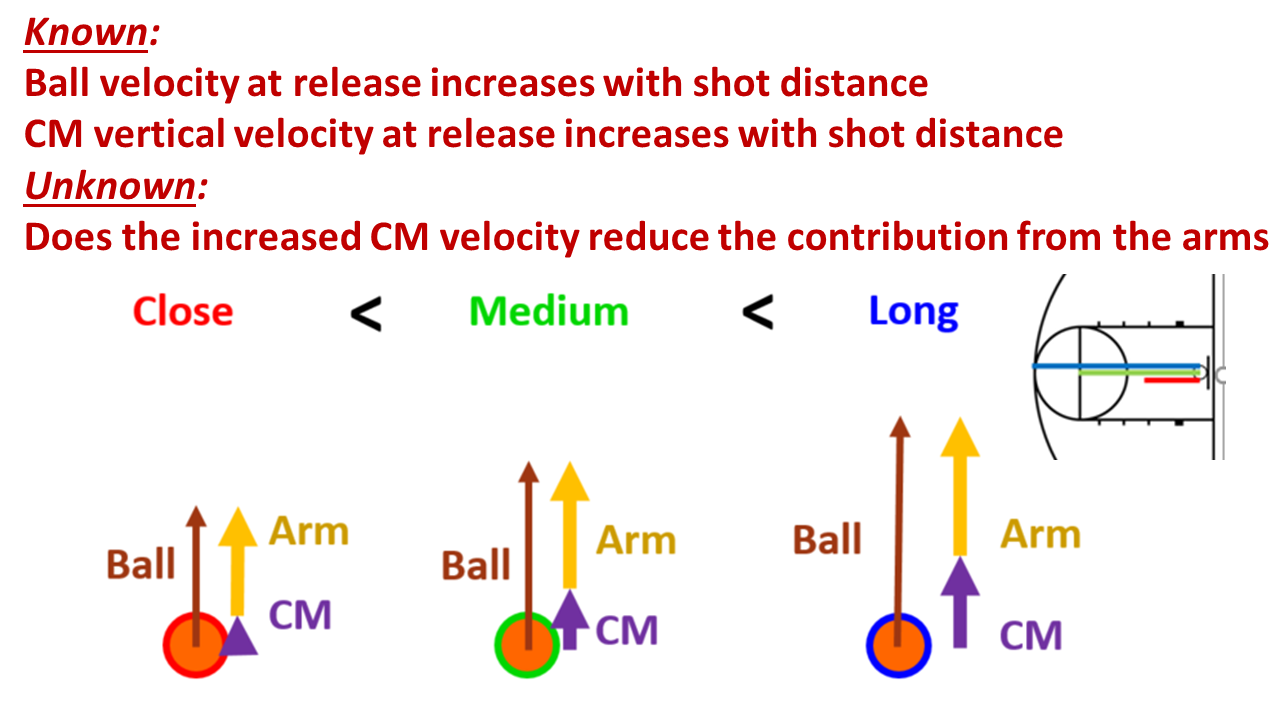 Known:
Ball velocity at release increases with shot distance
CM vertical velocity at release increases with shot distance
Unknown:
Does the increased CM velocity reduce the contribution from the arms
Close < Medium < Long
Ball Arm CM
Ball Arm CM
Ball Arm CM